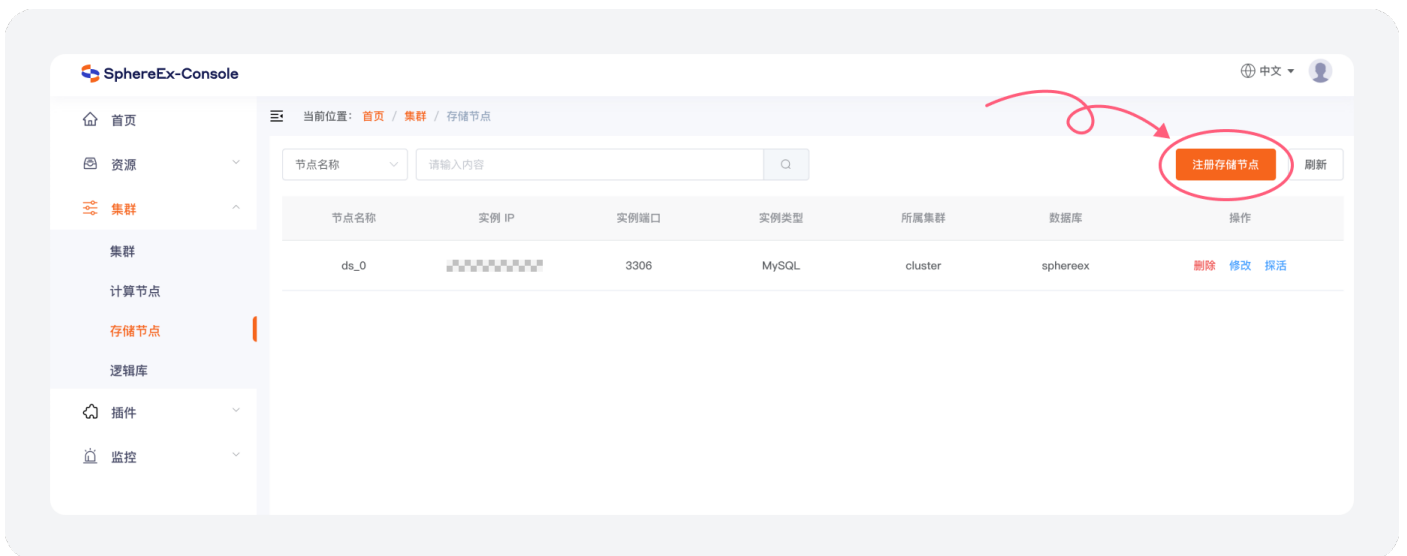 SphereEx-Console
中文
首页
资源
集群
集群
计算节点
存储节点
逻辑库
插件
监控
当前位置： 首页 / 集群 / 存储节点
节点名称 请输入内容 注册存储节点 刷新
节点名称 实例 IP 实例端口 实例类型 所属集群 数据库 操作
ds_0 3306 MySQL cluster sphereex 删除 修改 探活